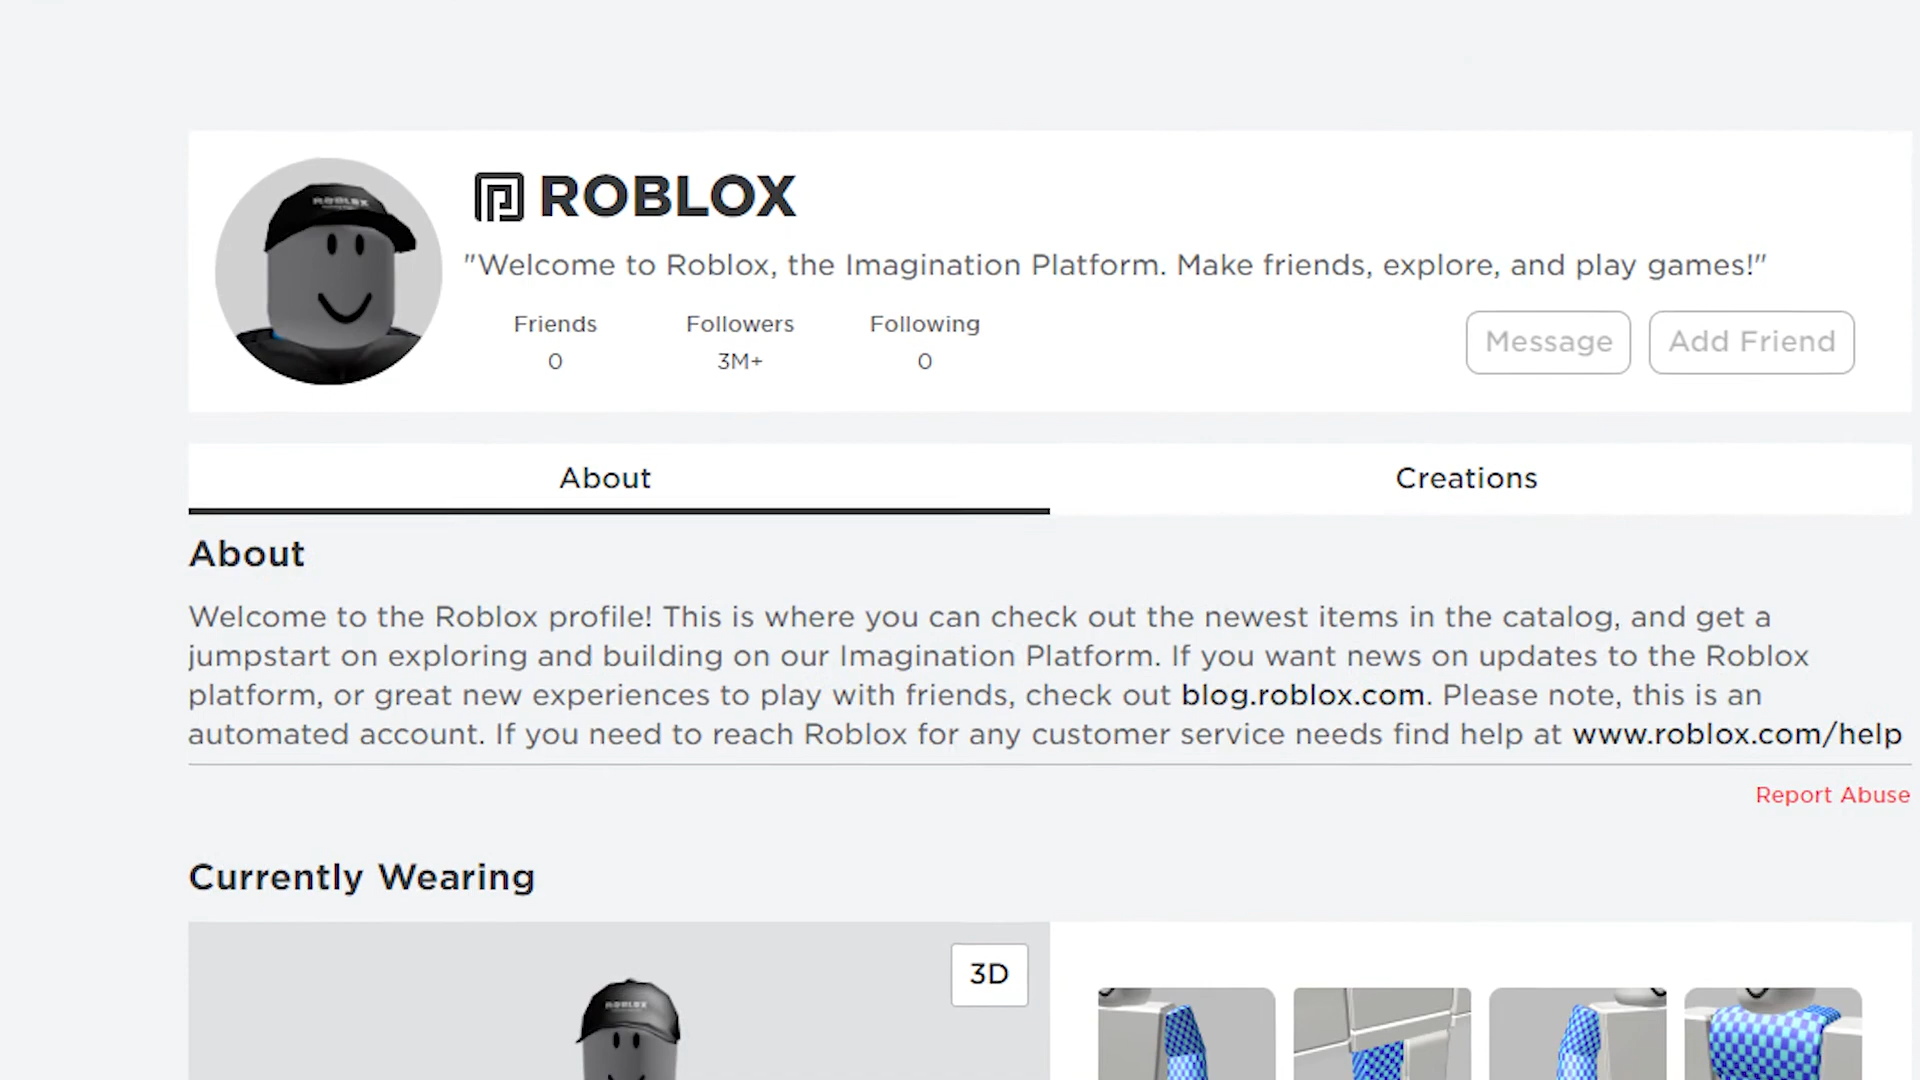 ROBLOX
ROBLOX
"Welcome to Roblox, the Imagination Platform. Make friends, explore, and play games!"
Friends Followers Following
0 3M+ 0
Message Add Friend
About Creations
About
Welcome to the Roblox profile! This is where you can check out the newest items in the catalog, and get a
jumpstart on exploring and building on our Imagination Platform. If you want news on updates to the Roblox
platform, or great new experiences to play with friends, check out blog.roblox.com. Please note, this is an
automated account. If you need to reach Roblox for any customer service needs find help at www.roblox.com/help
Report Abuse
Currently Wearing
3D
ROBLOX